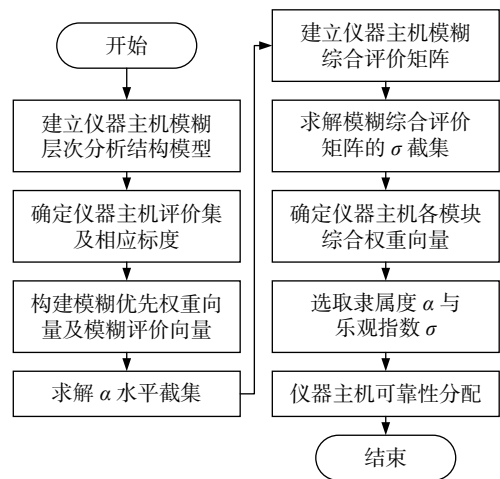 开始
建立仪器主机模糊
层次分析结构模型
确定仪器主机评价集
及相应标度
构建模糊优先权重向
量及模糊评价向量
求解 α 水平截集
建立仪器主机模糊
综合评价矩阵
求解模糊综合评价
矩阵的 σ 截集
确定仪器主机各模块
综合权重向量
选取隶属度 α 与
乐观指数 σ
仪器主机可靠性分配
结束